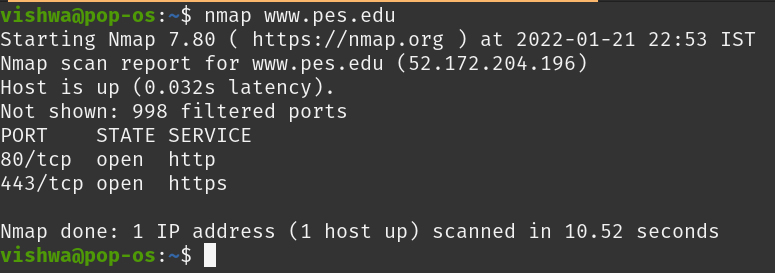 vishwa@pop-os:~$ nmap www.pes.edu
Starting Nmap 7.80 ( https://nmap.org ) at 2022-01-21 22:53 IST
Nmap scan report for www.pes.edu (52.172.204.196)
Host is up (0.032s latency).
Not shown: 998 filtered ports
PORT    STATE SERVICE
80/tcp  open  http
443/tcp open  https
Nmap done: 1 IP address (1 host up) scanned in 10.52 seconds
vishwa@pop-os:~$